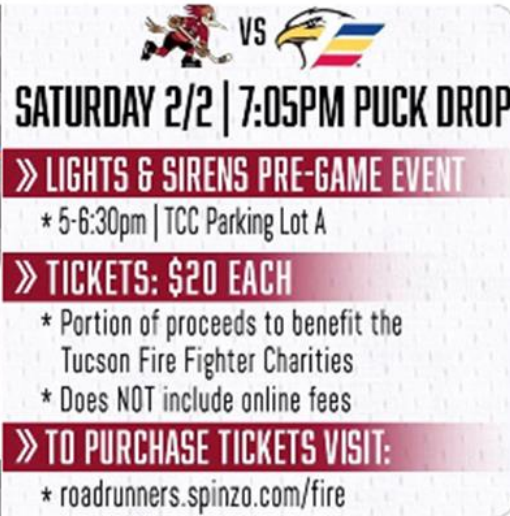 VS
SATURDAY 2/2 | 7:05PM PUCK DROP
» LIGHTS & SIRENS PRE-GAME EVENT
* 5-6:30pm | TCC Parking Lot A
» TICKETS: $20 EACH
* Portion of proceeds to benefit the
Tucson Fire Fighter Charities
* Does NOT include online fees
» TO PURCHASE TICKETS VISIT:
* roadrunners.spinzo.com/fire